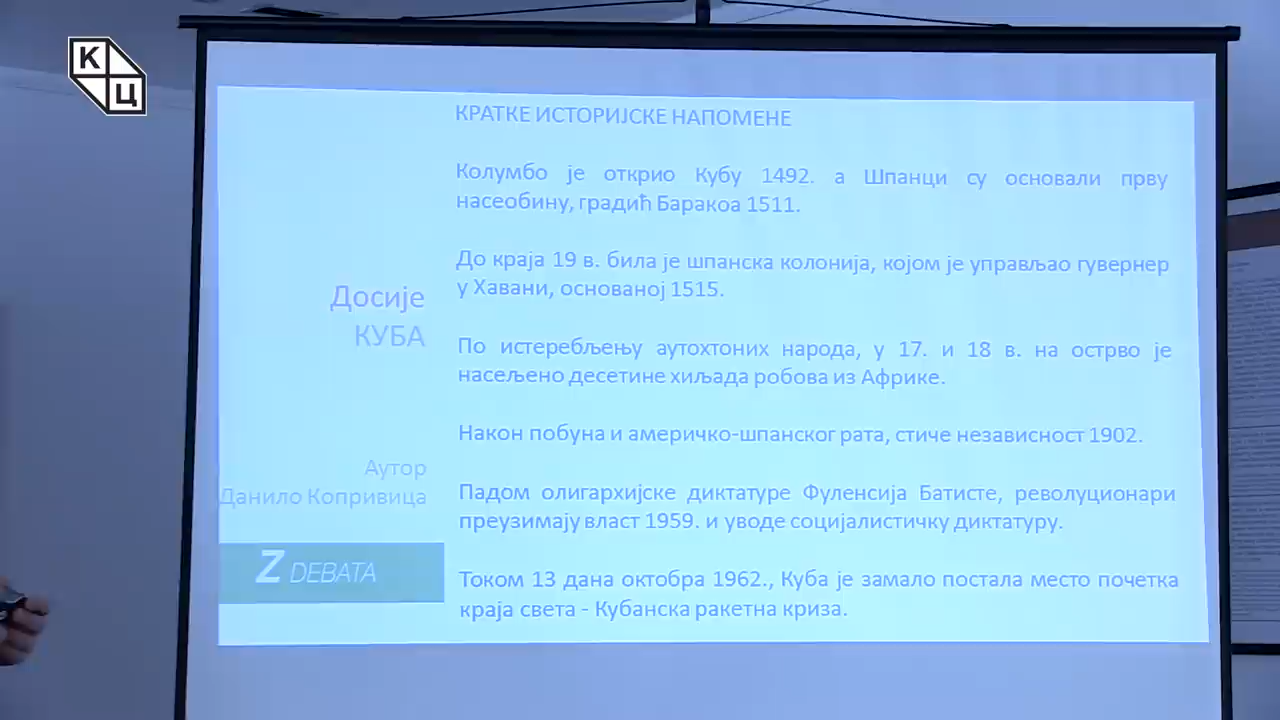 К
Ц
КРАТКЕ ИСТОРИЈСКЕ НАПОМЕНЕ
Колумбо је открио Кубу 1492. а Шпанци су основали прву
насеобину, градић Баракоа 1511.
До краја 19 в. била је шпанска колонија, којом је управљао гувернер
у Хавани, основаној 1515.
По истеребљењу аутохтоних народа, у 17. и 18 в. на острво је
насељено десетине хиљада робова из Африке.
Након побуна и америчко-шпанског рата, стиче независност 1902.
Падом олигархијске диктатуре Фуленсија Батисте, револуционари
преузимају власт 1959. и уводе социјалистичку диктатуру.
Током 13 дана октобра 1962., Куба је замало постала место почетка
краја света - Кубанска ракетна криза.
Досије
КУБА
Аутор
Данило Копривица
Z DEBATA